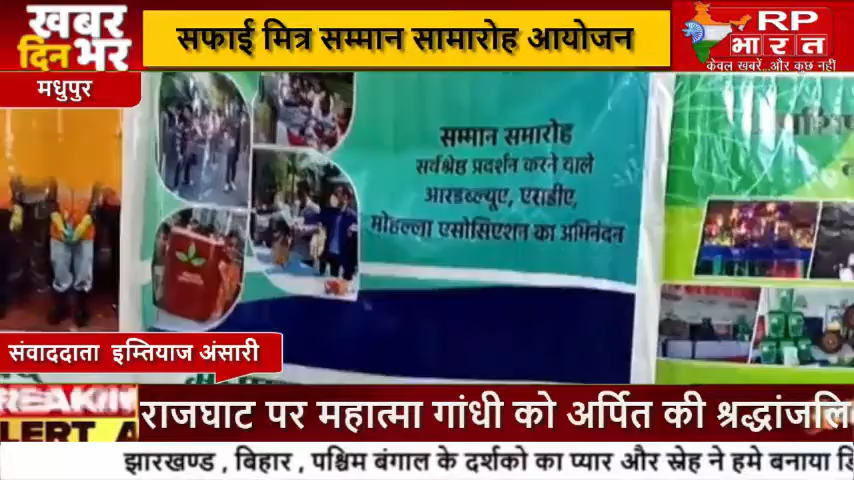 खबर
दिन भर
सफाई मित्र सम्मान सामारोह आयोजन
RP
भारत
केवल खबरें...और कुछ नहीं
मधुपुर
सम्मान समारोह
सर्वश्रेष्ठ प्रदर्शन करने वाले
आरडब्ल्यूए, एराडीए,
मोहल्ला एसोसिएशन का अभिनंदन
संवाददाता इम्तियाज अंसारी
BREAKING
ALERT
राजघाट पर महात्मा गांधी को अर्पित की श्रद्धांजलि
झारखण्ड , बिहार , पश्चिम बंगाल के दर्शको का प्यार और स्नेह ने हमे बनाया